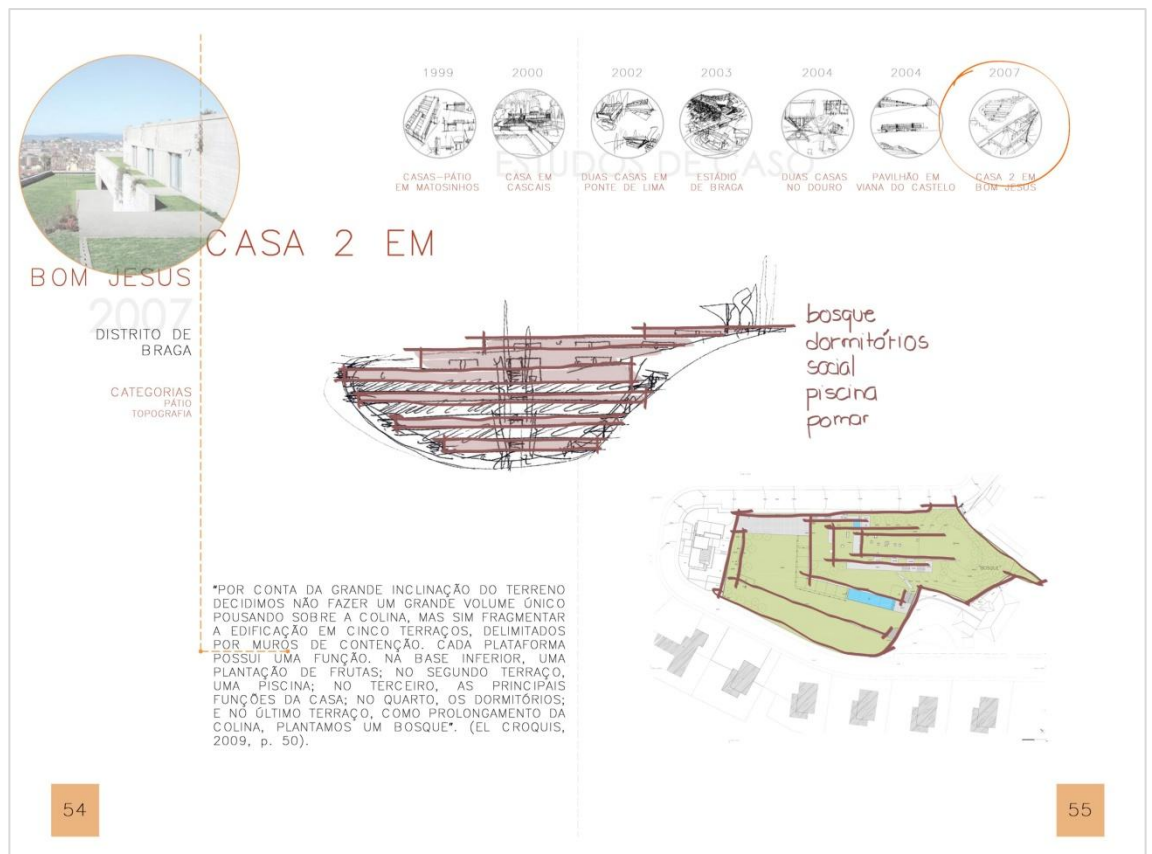 1999
2000
2002
2003
2004
2004
2007
ESTUDOS DE CASO
CASAS-PÁTIO
EM MATOSINHOS
CASA EM
CASCAIS
DUAS CASAS EM
PONTE DE LIMA
ESTÁDIO
DE BRAGA
DUAS CASAS
NO DOURO
PAVILHÃO EM
VIANA DO CASTELO
CASA 2 EM
BOM JESUS
CASA 2 EM
BOM JESUS
2007
DISTRITO DE
BRAGA
CATEGORIAS
PÁTIO
TOPOGRAFIA
bosque
dormitórios
social
piscina
pomar
"POR CONTA DA GRANDE INCLINAÇÃO DO TERRENO
DECIDIMOS NÃO FAZER UM GRANDE VOLUME ÚNICO
POUSANDO SOBRE A COLINA, MAS SIM FRAGMENTAR
A EDIFICAÇÃO EM CINCO TERRAÇOS, DELIMITADOS
POR MUROS DE CONTENÇÃO. CADA PLATAFORMA
POSSUI UMA FUNÇÃO. NA BASE INFERIOR, UMA
PLANTAÇÃO DE FRUTAS; NO SEGUNDO TERRAÇO,
UMA PISCINA; NO TERCEIRO, AS PRINCIPAIS
FUNÇÕES DA CASA; NO QUARTO, OS DORMITÓRIOS;
E NO ÚLTIMO TERRAÇO, COMO PROLONGAMENTO DA
COLINA, PLANTAMOS UM BOSQUE". (EL CROQUIS,
2009, p. 50).
54
55